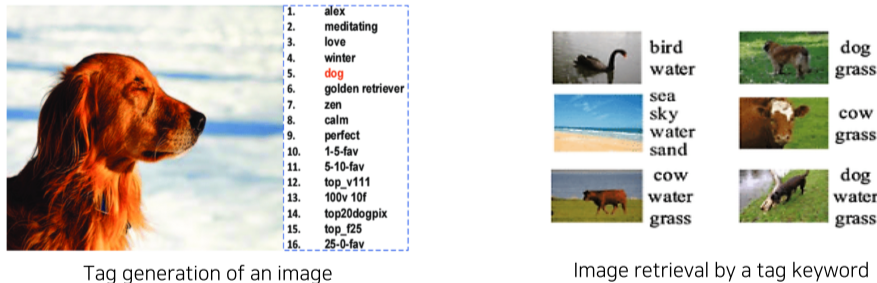 1. alex
2. meditating
3. love
4. winter
5. dog
6. golden retriever
7. zen
8. calm
9. perfect
10. 1-5-fav
11. 5-10-fav
12. top_v111
13. 100v 10f
14. top20dogpix
15. top_f25
16. 25-0-fav
Tag generation of an image
bird
water
dog
grass
sea
sky
water
sand
cow
grass
cow
water
grass
dog
water
grass
Image retrieval by a tag keyword